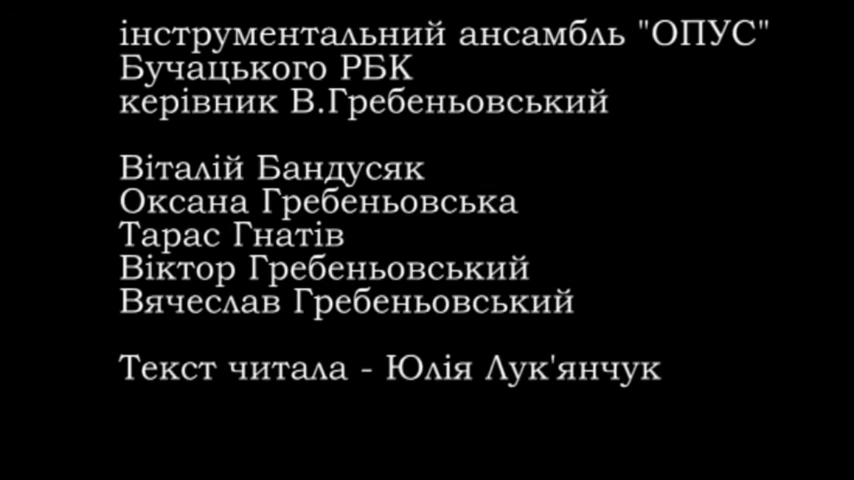 інструментальний ансамбль "ОПУС"
Бучацького РБК
керівник В.Гребеньовський
Віталій Бандусяк
Оксана Гребеньовська
Тарас Гнатів
Віктор Гребеньовський
Вячеслав Гребеньовський
Текст читала - Юлія Лук'янчук